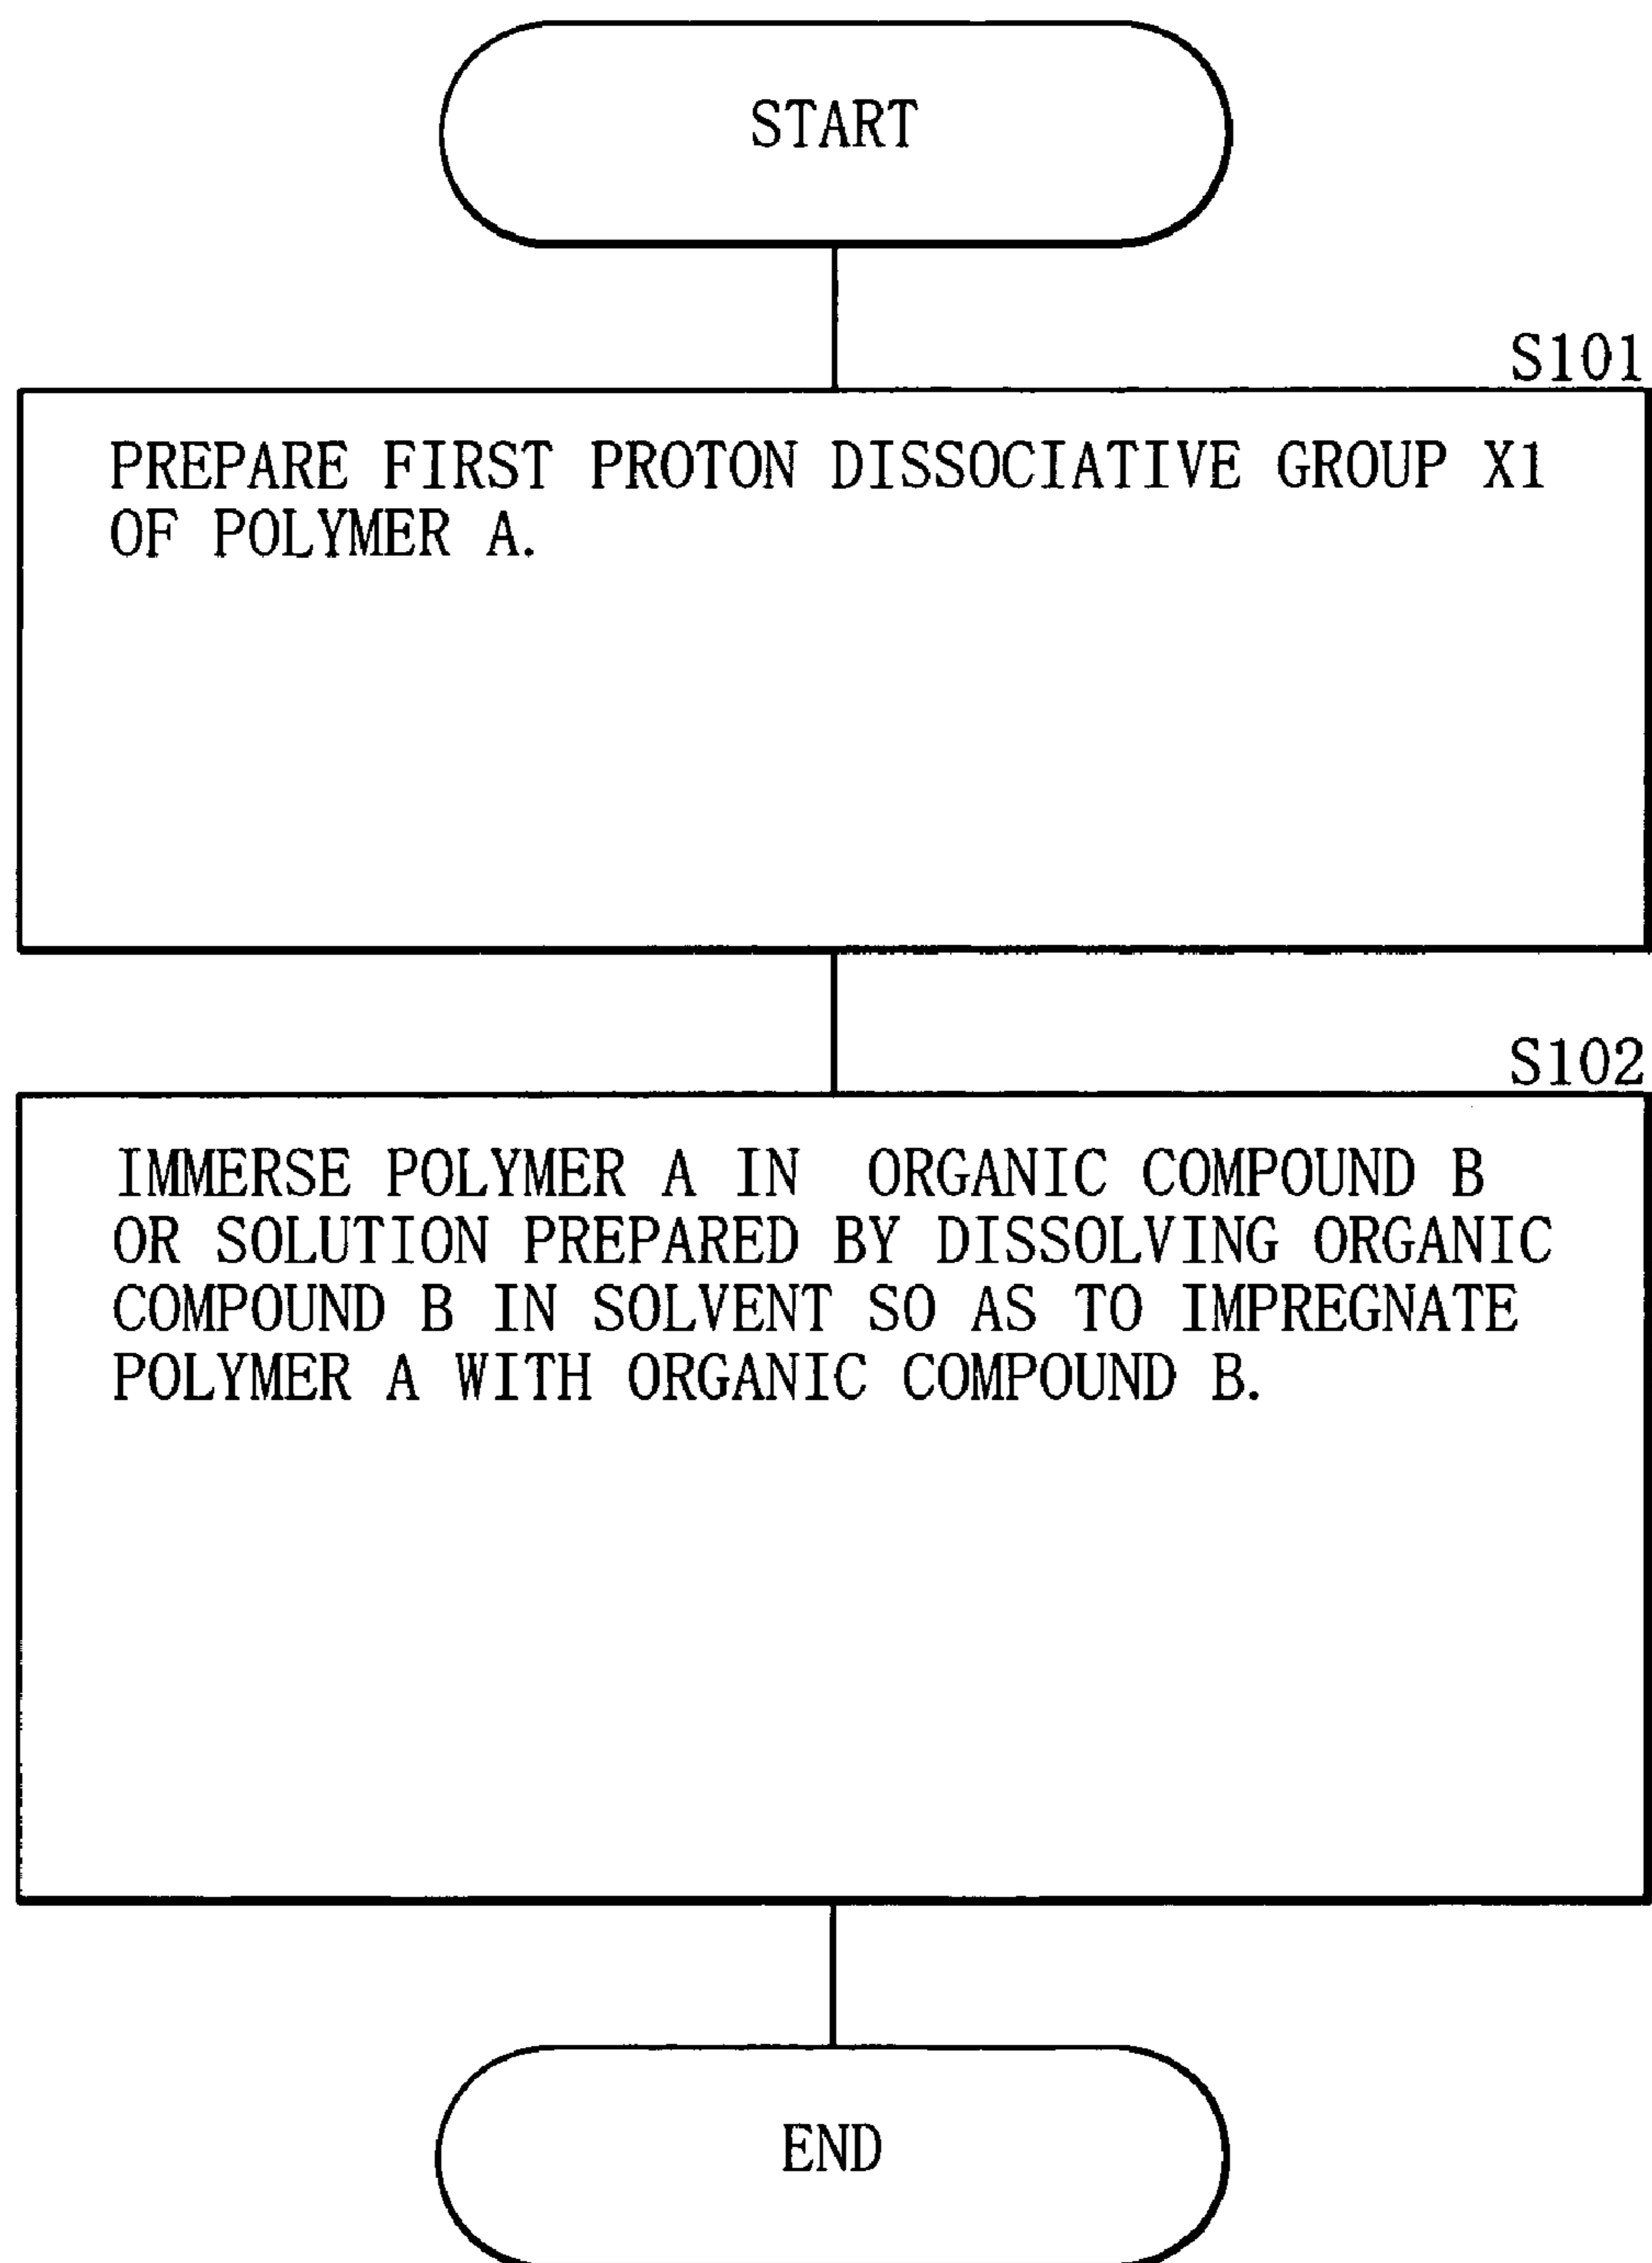 START
S101
PREPARE FIRST PROTON DISSOCIATIVE GROUP X1
OF POLYMER A.
S102
IMMERSE POLYMER A IN ORGANIC COMPOUND B
OR SOLUTION PREPARED BY DISSOLVING ORGANIC
COMPOUND B IN SOLVENT SO AS TO IMPREGNATE
POLYMER A WITH ORGANIC COMPOUND B.
END